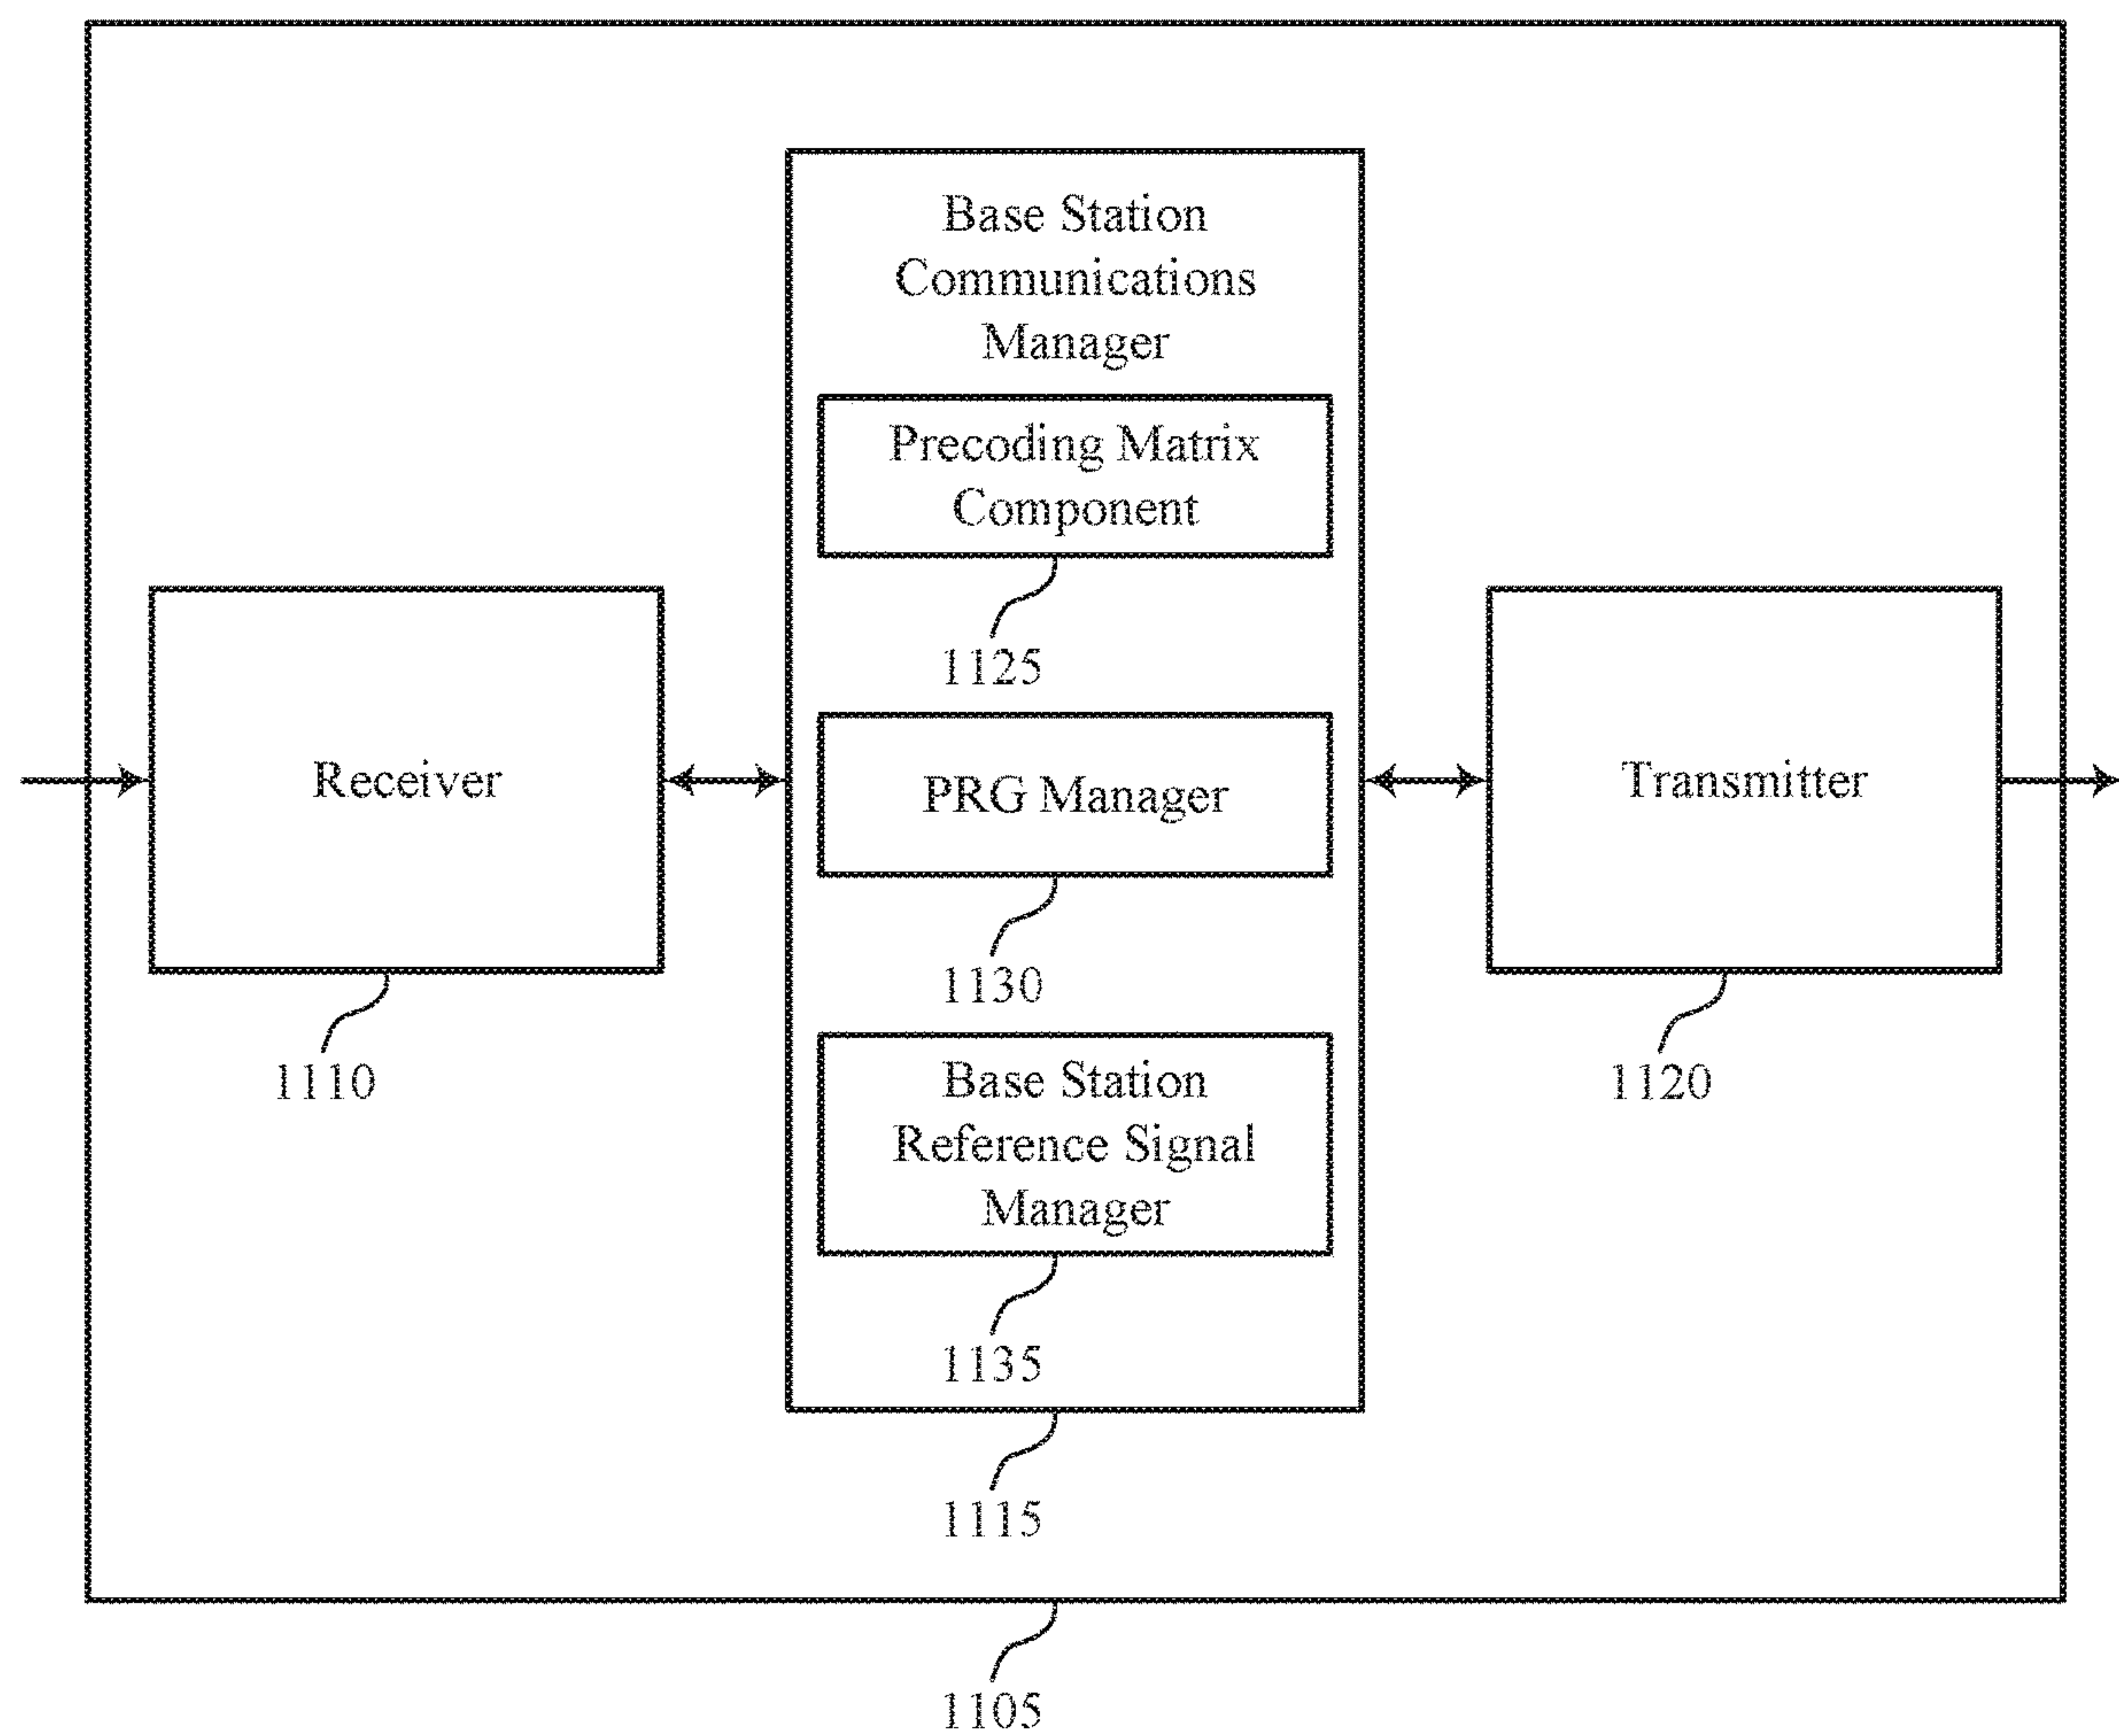 Base Station
Communications
Manager
Precoding Matrix
Component
1125
Receiver
1110
PRG Manager
1130
Transmitter
1120
Base Station
Reference Signal
Manager
1135
1115
1105